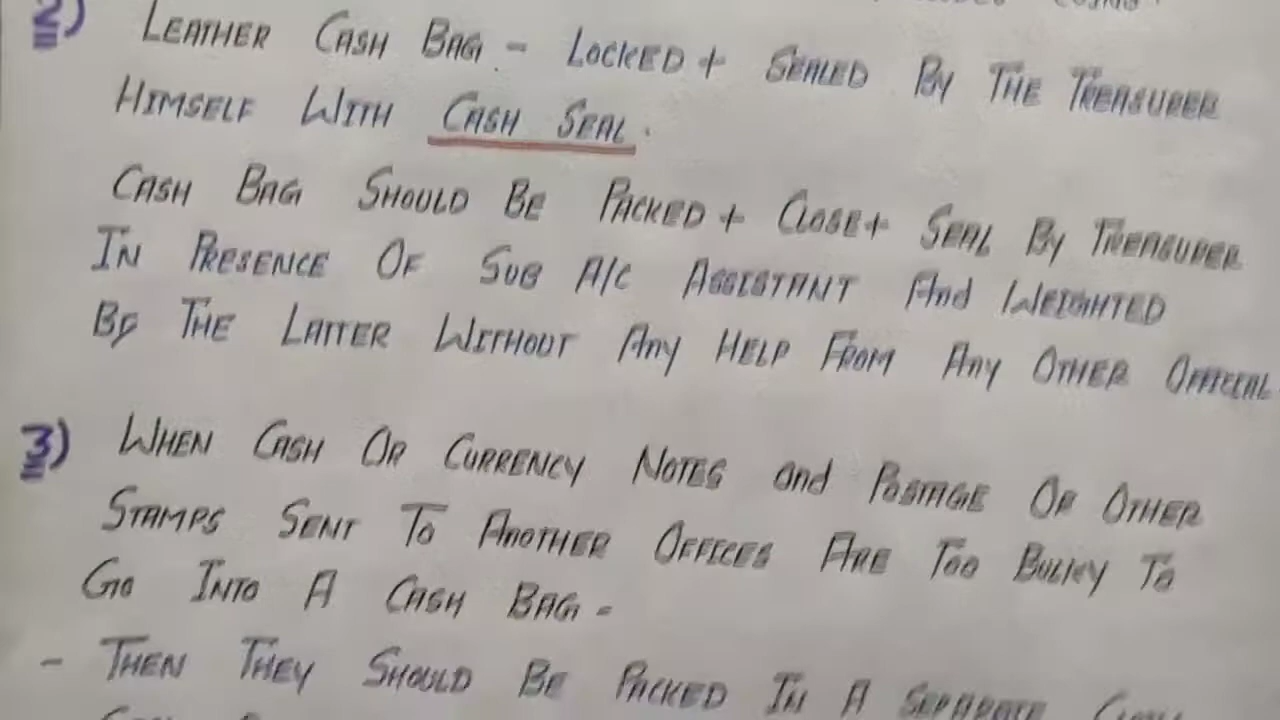 2) LEATHER CASH BAG - LOCKED + SEALED BY THE TREASURER
HIMSELF WITH CASH SEAL.
CASH BAG SHOULD BE PACKED + CLOSE + SEAL BY TREASURER
IN PRESENCE OF SUB A/C ASSISTANT And WEIGHTED
By THE LATTER WITHOUT Any HELP FROM Any OTHER OFFICIAL
3) WHEN CASH OR CURRENCY NOTES and POSTAGE OR OTHER
STAMPS SENT TO ANOTHER OFFICES ARE TOO BULKY TO
GO INTO A CASH BAG -
- THEN THEY SHOULD BE PACKED IN A SEPARATE